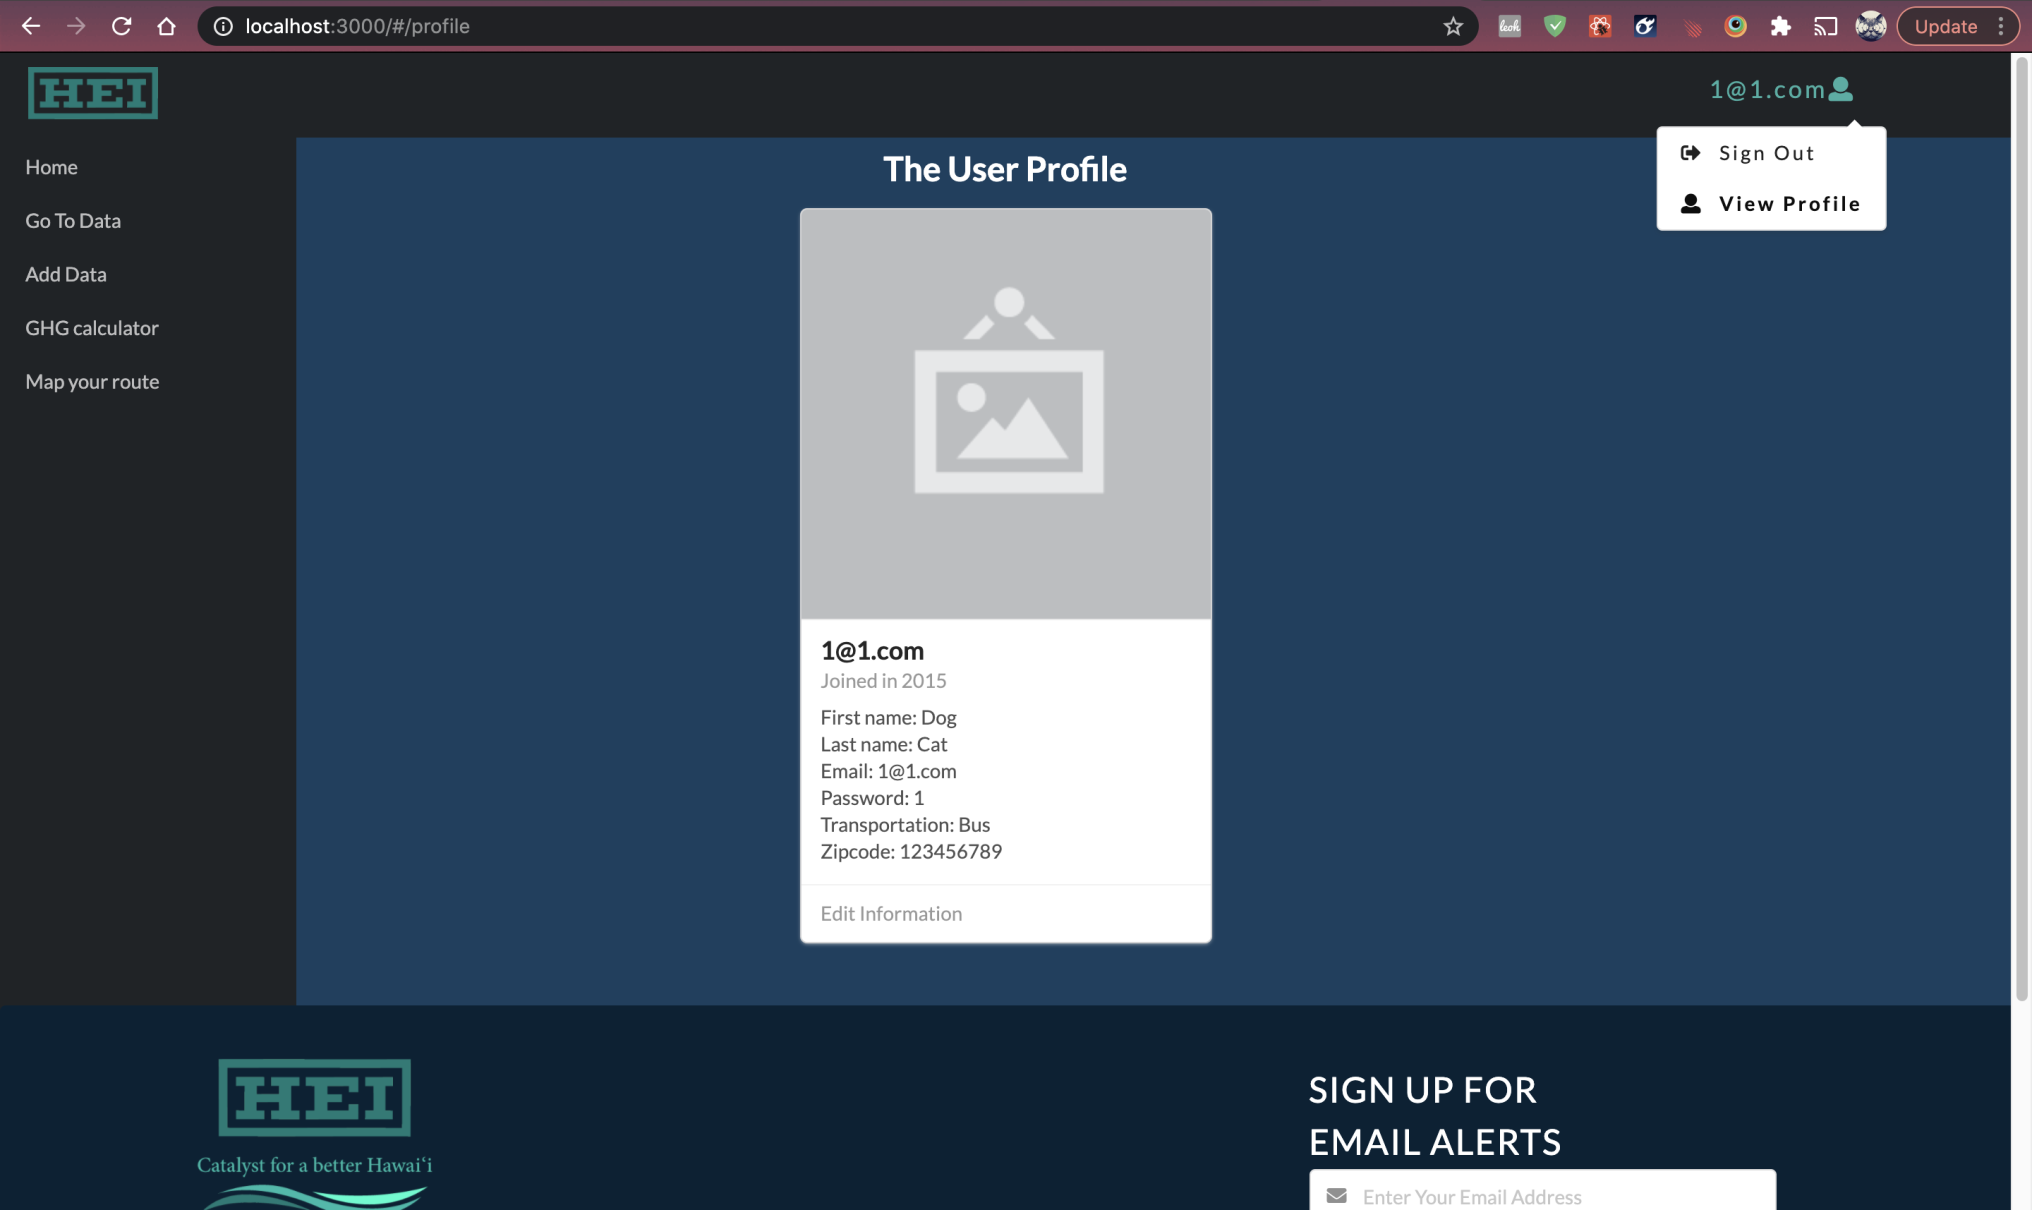 localhost:3000/#/profile
leoh
Update
HEI
1@1.com
Sign Out
View Profile
Home
Go To Data
Add Data
GHG calculator
Map your route
The User Profile
1@1.com
Joined in 2015
First name: Dog
Last name: Cat
Email: 1@1.com
Password: 1
Transportation: Bus
Zipcode: 123456789
Edit Information
HEI
Catalyst for a better Hawaiʻi
SIGN UP FOR
EMAIL ALERTS
Enter Your Email Address